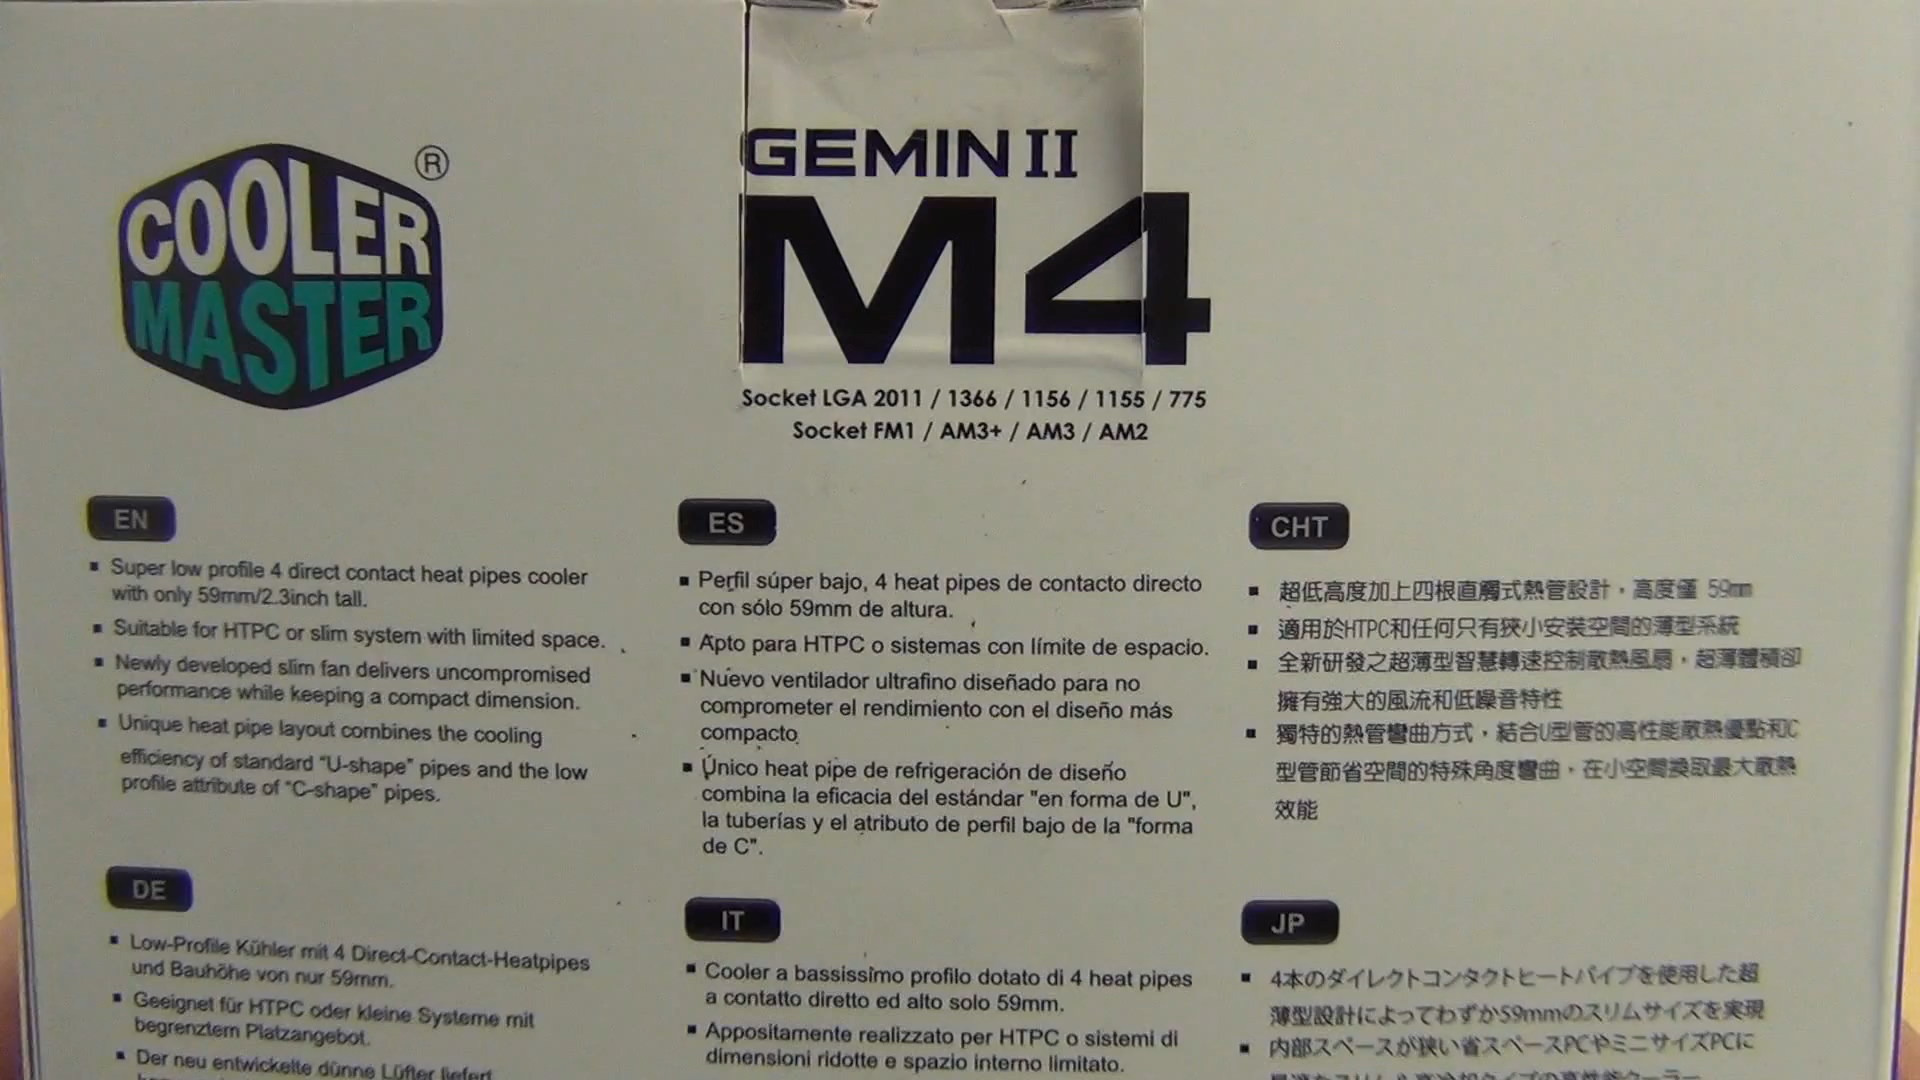 COOLER
MASTER
®
GEMIN II
M4
Socket LGA 2011 / 1366 / 1156 / 1155 / 775
Socket FM1 / AM3+ / AM3 / AM2
EN
▪ Super low profile 4 direct contact heat pipes cooler
with only 59mm/2.3inch tall.
▪ Suitable for HTPC or slim system with limited space.
▪ Newly developed slim fan delivers uncompromised
performance while keeping a compact dimension.
▪ Unique heat pipe layout combines the cooling
efficiency of standard "U-shape" pipes and the low
profile attribute of "C-shape" pipes.
DE
▪ Low-Profile Kühler mit 4 Direct-Contact-Heatpipes
und Bauhöhe von nur 59mm.
▪ Geeignet für HTPC oder kleine Systeme mit
begrenztem Platzangebot.
▪ Der neu entwickelte dünne Lüfter liefert
ES
▪ Perfil súper bajo, 4 heat pipes de contacto directo
con sólo 59mm de altura.
▪ Apto para HTPC o sistemas con límite de espacio.
▪ Nuevo ventilador ultrafino diseñado para no
comprometer el rendimiento con el diseño más
compacto
▪ Único heat pipe de refrigeración de diseño
combina la eficacia del estándar "en forma de U",
la tuberías y el atributo de perfil bajo de la "forma
de C".
IT
▪ Cooler a bassissimo profilo dotato di 4 heat pipes
a contatto diretto ed alto solo 59mm.
▪ Appositamente realizzato per HTPC o sistemi di
dimensioni ridotte e spazio interno limitato.
CHT
▪ 超低高度加上四根直觸式熱管設計，高度僅 59mm
▪ 適用於HTPC和任何只有狹小安裝空間的薄型系統
▪ 全新研發之超薄型智慧轉速控制散熱風扇，超薄體積卻
擁有強大的風流和低噪音特性
▪ 獨特的熱管彎曲方式，結合U型管的高性能散熱優點和C
型管節省空間的特殊角度彎曲，在小空間換取最大散熱
效能
JP
▪ 4本のダイレクトコンタクトヒートパイプを使用した超
薄型設計によってわずか59mmのスリムサイズを実現
▪ 内部スペースが狭い省スペースPCやミニサイズPCに